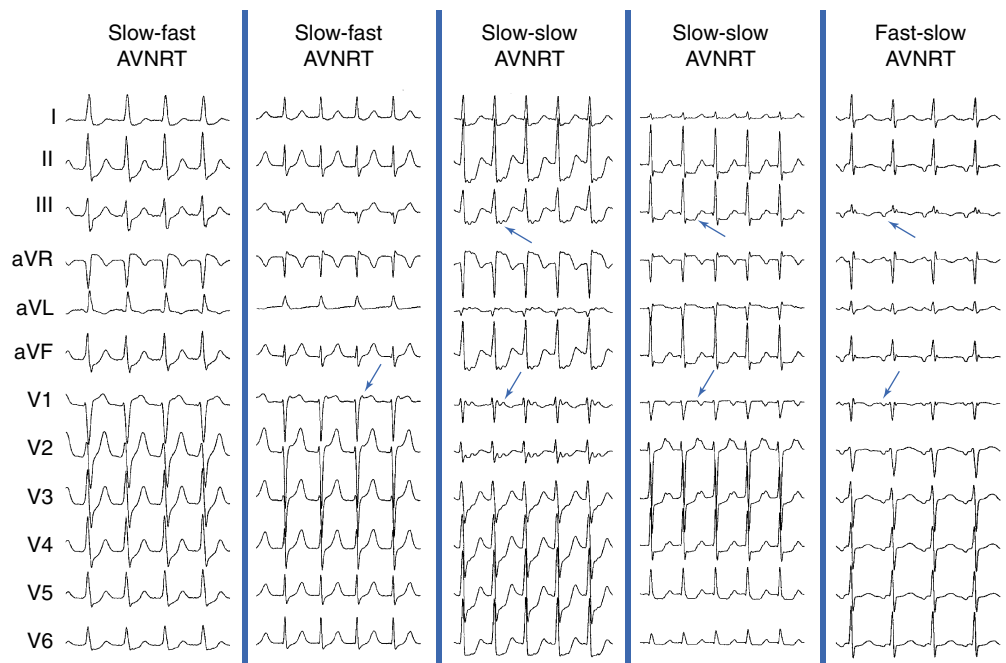 Slow-fast
AVNRT
Slow-fast
AVNRT
Slow-slow
AVNRT
Slow-slow
AVNRT
Fast-slow
AVNRT
I
II
III
aVR
aVL
aVF
V1
V2
V3
V4
V5
V6